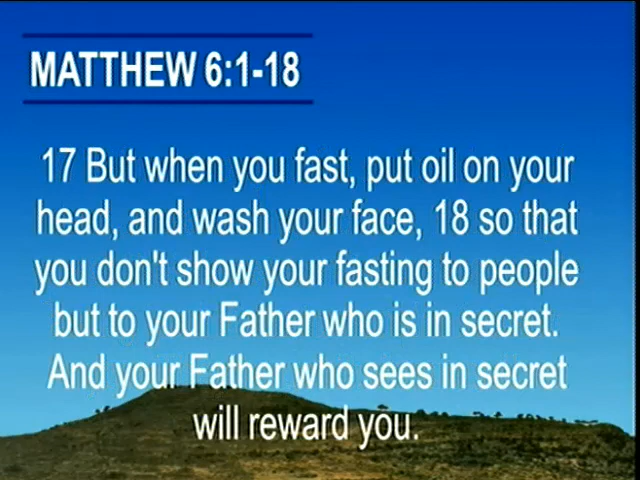 MATTHEW 6:1-18
17 But when you fast, put oil on your
head, and wash your face, 18 so that
you don't show your fasting to people
but to your Father who is in secret.
And your Father who sees in secret
will reward you.